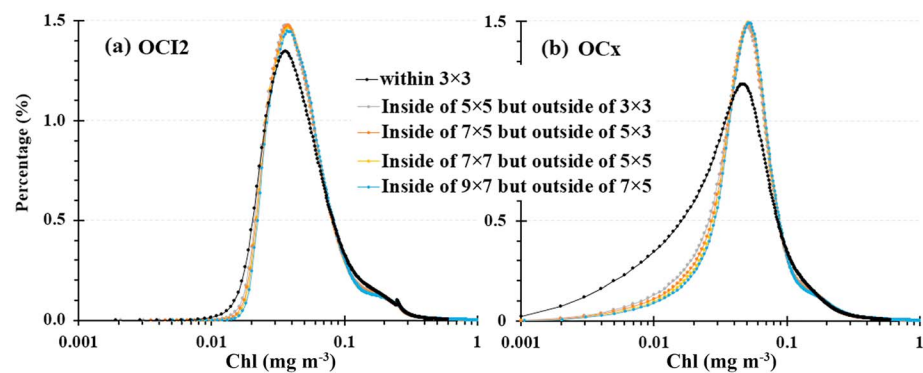 1.5
(a) OCI2
1.0
0.5
0.0
0.001
0.01
0.1
1
Chl (mg m-3)
Percentage (%)
within 3×3
Inside of 5×5 but outside of 3×3
Inside of 7×5 but outside of 5×3
Inside of 7×7 but outside of 5×5
Inside of 9×7 but outside of 7×5
1.5
(b) OCx
0.5
0
0.001
0.01
0.1
1
Chl (mg m-3)